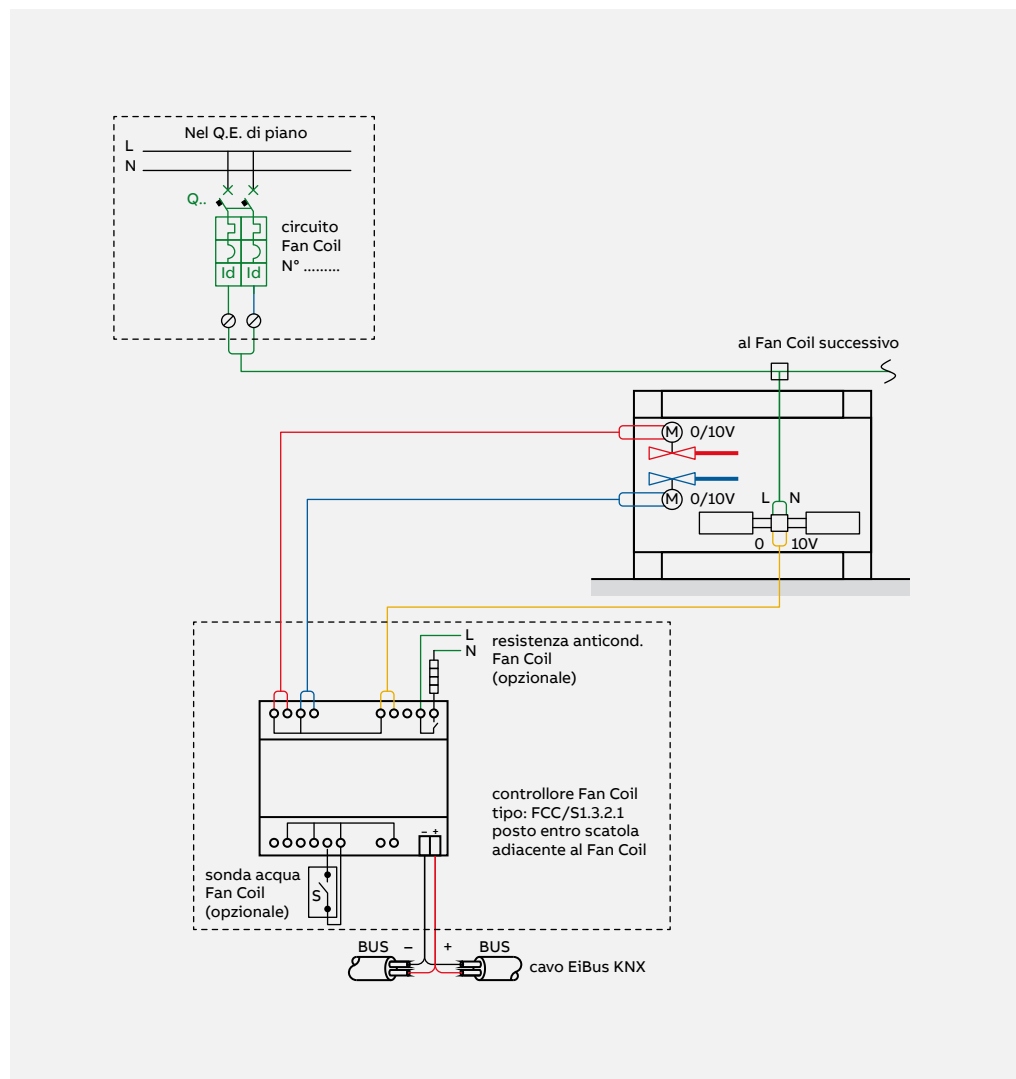 Nel Q.E. di piano
L
N
Q..
circuito
Fan Coil
N° .........
Id Id
al Fan Coil successivo
M 0/10V
M 0/10V
L N
0 10V
L
N
resistenza anticond.
Fan Coil
(opzionale)
controllore Fan Coil
tipo: FCC/S1.3.2.1
posto entro scatola
adiacente al Fan Coil
– +
sonda acqua
Fan Coil
(opzionale)
S
BUS – + BUS
cavo EiBus KNX